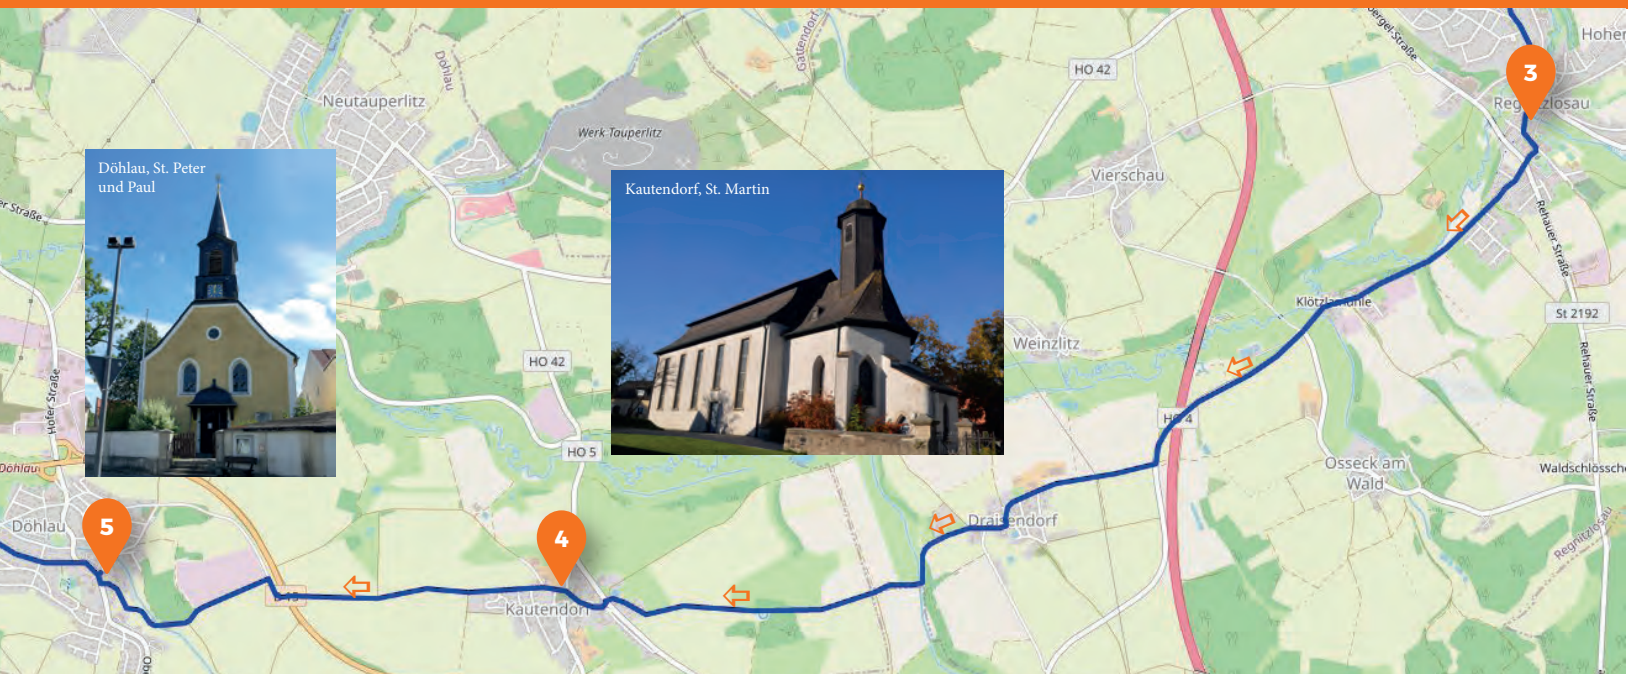 HO 42
3
Regnitzlosau
Döhlau
Gattendorf
Neutauperlitz
Werk Tauperlitz
Vierschau
Döhlau, St. Peter
und Paul
Kautendorf, St. Martin
Rehauer Straße
Klötzlamühle
St 2192
Weinzlitz
HO 42
Rehauer Straße
Hofer Straße
HO 4
HO 5
Osseck am
Wald
Döhlau
Döhlau
5
4
Draisendorf
Regnitzlosau
Kautendorf